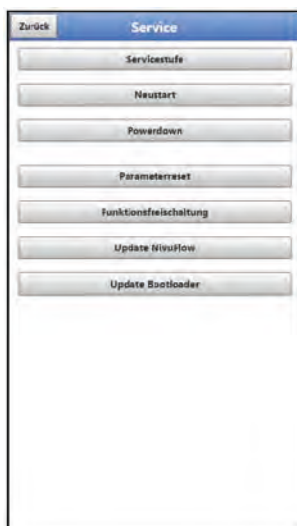 Zurück
Service
Servicestufe
Neustart
Powerdown
Parameterreset
Funktionsfreischaltung
Update NivuFlow
Update Bootloader